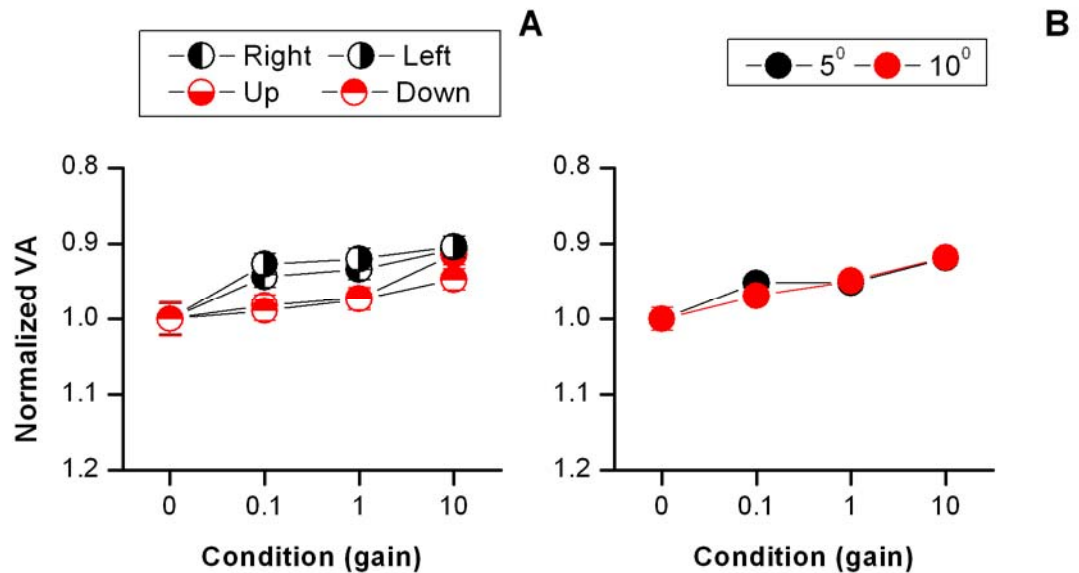 A
Right Left
Up Down
0.8
0.9
1.0
1.1
1.2
Normalized VA
0 0.1 1 10
Condition (gain)
B
5⁰ 10⁰
0.8
0.9
1.0
1.1
1.2
0 0.1 1 10
Condition (gain)